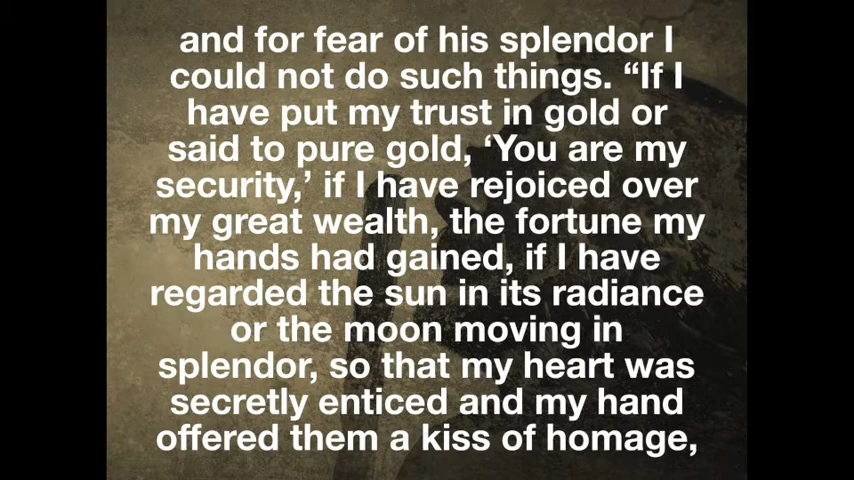 and for fear of his splendor I
could not do such things. “If I
have put my trust in gold or
said to pure gold, ‘You are my
security,’ if I have rejoiced over
my great wealth, the fortune my
hands had gained, if I have
regarded the sun in its radiance
or the moon moving in
splendor, so that my heart was
secretly enticed and my hand
offered them a kiss of homage,